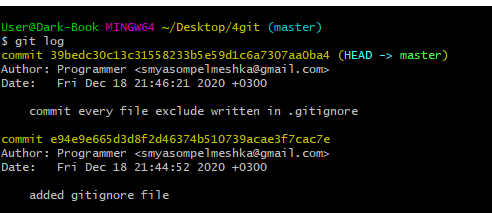 User@Dark-Book MINGW64 ~/Desktop/4git (master)
$ git log
commit 39bedc30c13c31558233b5e59d1c6a7307aa0ba4 (HEAD -> master)
Author: Programmer <smyasompelmeshka@gmail.com>
Date:   Fri Dec 18 21:46:21 2020 +0300
    commit every file exclude written in .gitignore
commit e94e9e665d3d8f2d46374b510739acae3f7cac7e
Author: Programmer <smyasompelmeshka@gmail.com>
Date:   Fri Dec 18 21:44:52 2020 +0300
    added gitignore file